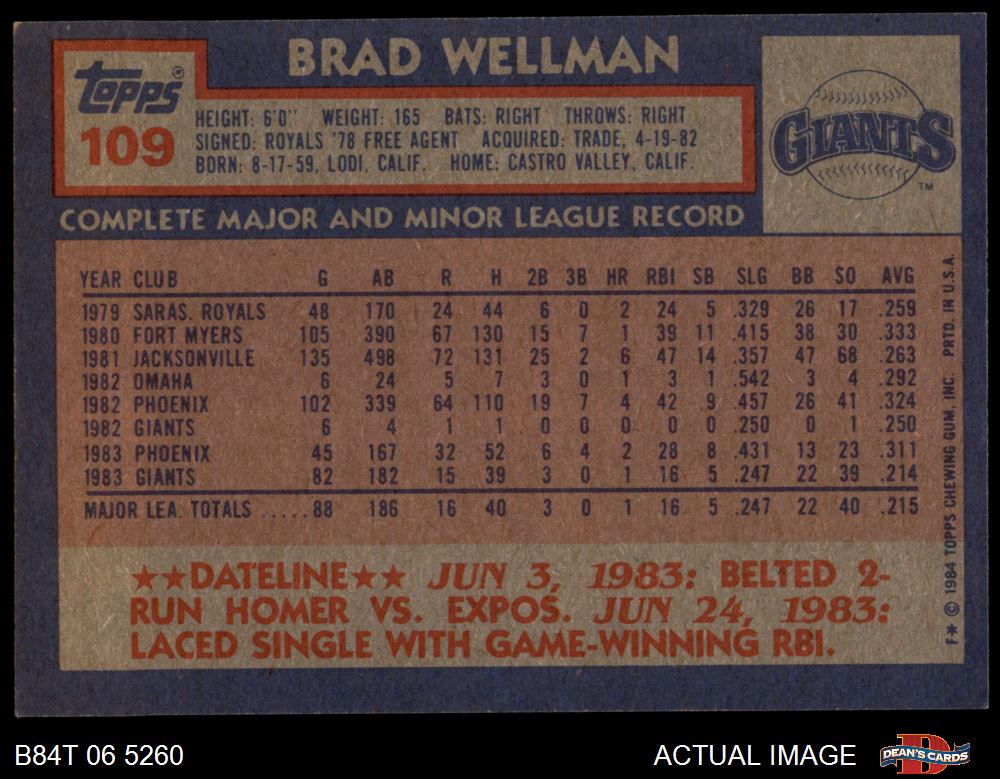 BRAD WELLMAN
Topps®
109
HEIGHT: 6'0" WEIGHT: 165 BATS: RIGHT THROWS: RIGHT
SIGNED: ROYALS '78 FREE AGENT ACQUIRED: TRADE, 4-19-82
BORN: 8-17-59, LODI, CALIF. HOME: CASTRO VALLEY, CALIF.
GIANTS
TM
COMPLETE MAJOR AND MINOR LEAGUE RECORD
YEAR CLUB G AB R H 2B 3B HR RBI SB SLG BB SO AVG
1979 SARAS. ROYALS 48 170 24 44 6 0 2 24 5 .329 26 17 .259
1980 FORT MYERS 105 390 67 130 15 7 1 39 11 .415 38 30 .333
1981 JACKSONVILLE 135 498 72 131 25 2 6 47 14 .357 47 68 .263
1982 OMAHA 6 24 5 7 3 0 1 3 1 .542 3 4 .292
1982 PHOENIX 102 339 64 110 19 7 4 42 9 .457 26 41 .324
1982 GIANTS 6 4 1 1 0 0 0 0 0 .250 0 1 .250
1983 PHOENIX 45 167 32 52 6 4 2 28 8 .431 13 23 .311
1983 GIANTS 82 182 15 39 3 0 1 16 5 .247 22 39 .214
MAJOR LEA. TOTALS .....88 186 16 40 3 0 1 16 5 .247 22 40 .215
★★DATELINE★★ JUN 3, 1983: BELTED 2-
RUN HOMER VS. EXPOS. JUN 24, 1983:
LACED SINGLE WITH GAME-WINNING RBI.
F* © 1984 TOPPS CHEWING GUM, INC. PRTD. IN U.S.A.
B84T 06 5260
ACTUAL IMAGE
DEAN'S CARDS